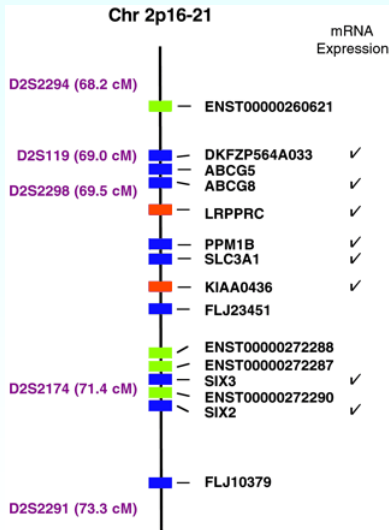 Chr 2p16-21
mRNA
Expression
D2S2294 (68.2 cM)
ENST00000260621
D2S119 (69.0 cM)
DKFZP564A033 ✓
ABCG5
D2S2298 (69.5 cM)
ABCG8 ✓
LRPPRC ✓
PPM1B ✓
SLC3A1 ✓
KIAA0436 ✓
FLJ23451
ENST00000272288
ENST00000272287
D2S2174 (71.4 cM)
SIX3 ✓
ENST00000272290
SIX2 ✓
FLJ10379
D2S2291 (73.3 cM)